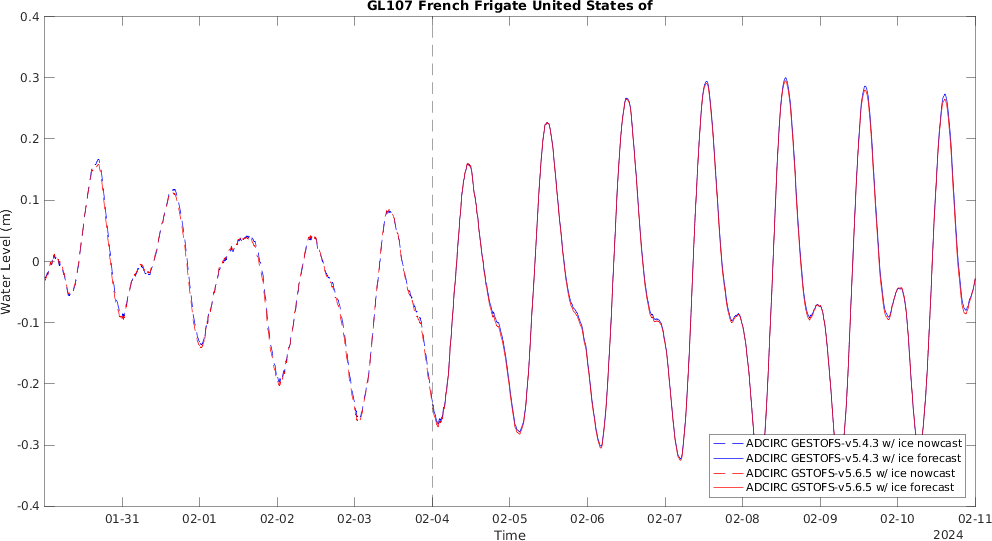 GL107 French Frigate United States of
Water Level (m)
0.4
0.3
0.2
0.1
0
-0.1
-0.2
-0.3
-0.4
ADCIRC GESTOFS-v5.4.3 w/ ice nowcast
ADCIRC GESTOFS-v5.4.3 w/ ice forecast
ADCIRC GSTOFS-v5.6.5 w/ ice nowcast
ADCIRC GSTOFS-v5.6.5 w/ ice forecast
01-31 02-01 02-02 02-03 02-04 02-05 02-06 02-07 02-08 02-09 02-10 02-11
Time
2024